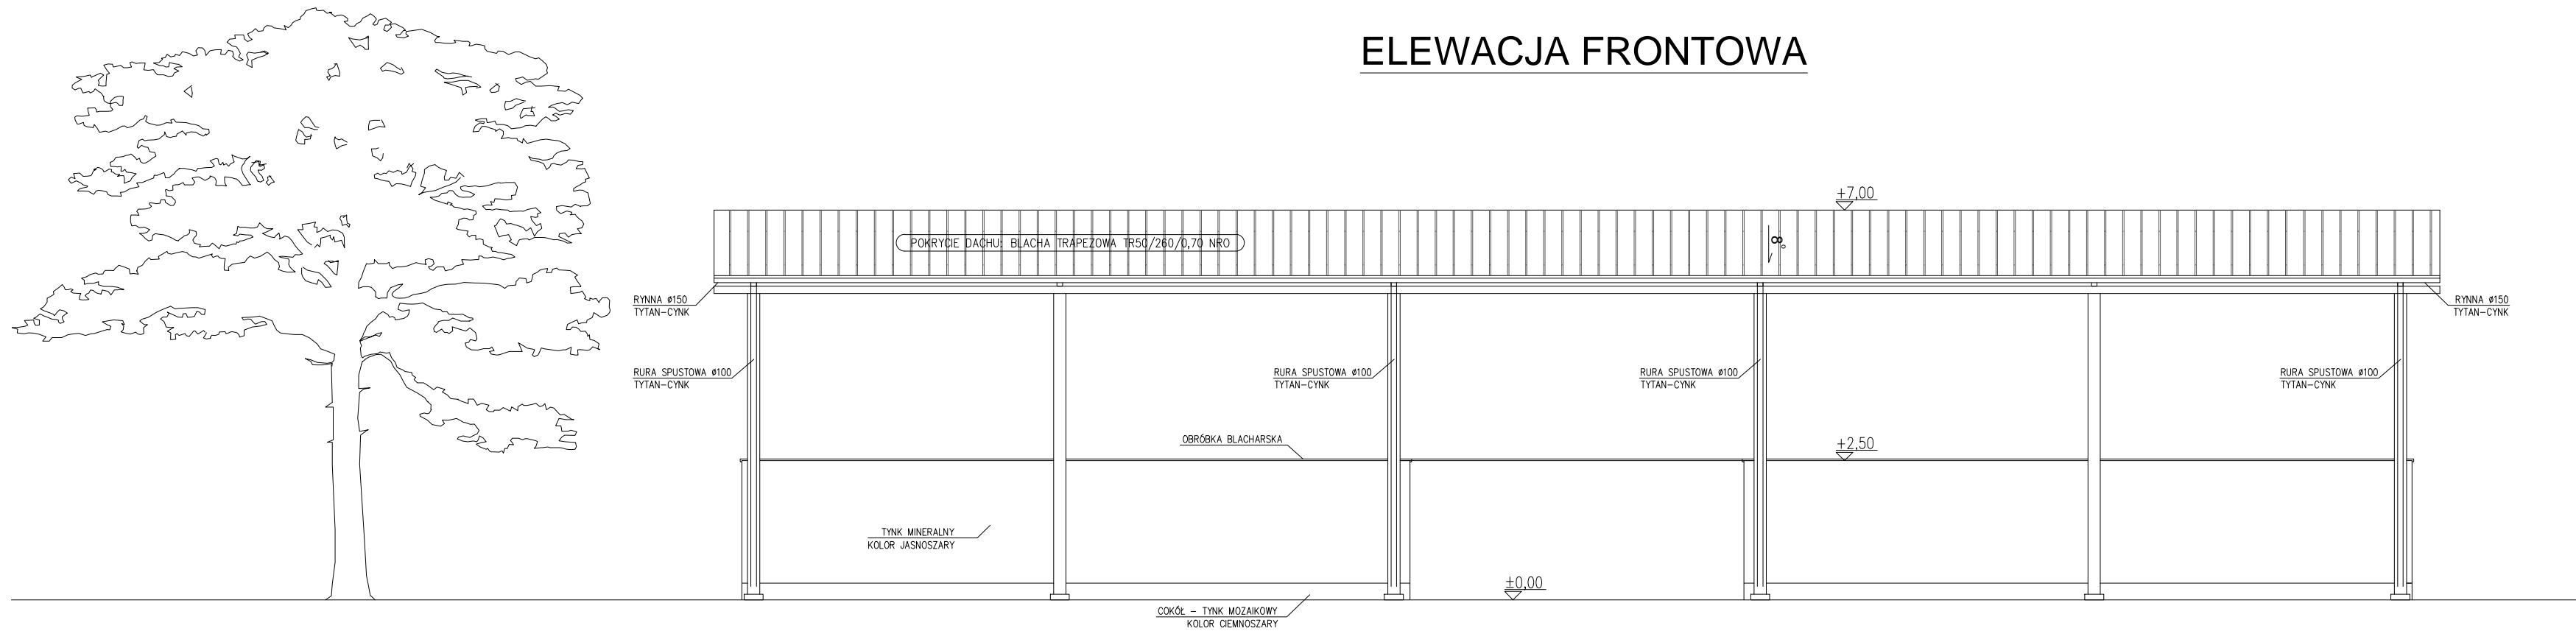 ELEWACJA FRONTOWA
+7,00
POKRYCIE DACHU: BLACHA TRAPEZOWA TR50/260/0,70 NRO
8°
RYNNA ø150
TYTAN-CYNK
RYNNA ø150
TYTAN-CYNK
RURA SPUSTOWA ø100
TYTAN-CYNK
RURA SPUSTOWA ø100
TYTAN-CYNK
RURA SPUSTOWA ø100
TYTAN-CYNK
RURA SPUSTOWA ø100
TYTAN-CYNK
OBRÓBKA BLACHARSKA
+2,50
TYNK MINERALNY
KOLOR JASNOSZARY
±0,00
COKÓŁ - TYNK MOZAIKOWY
KOLOR CIEMNOSZARY